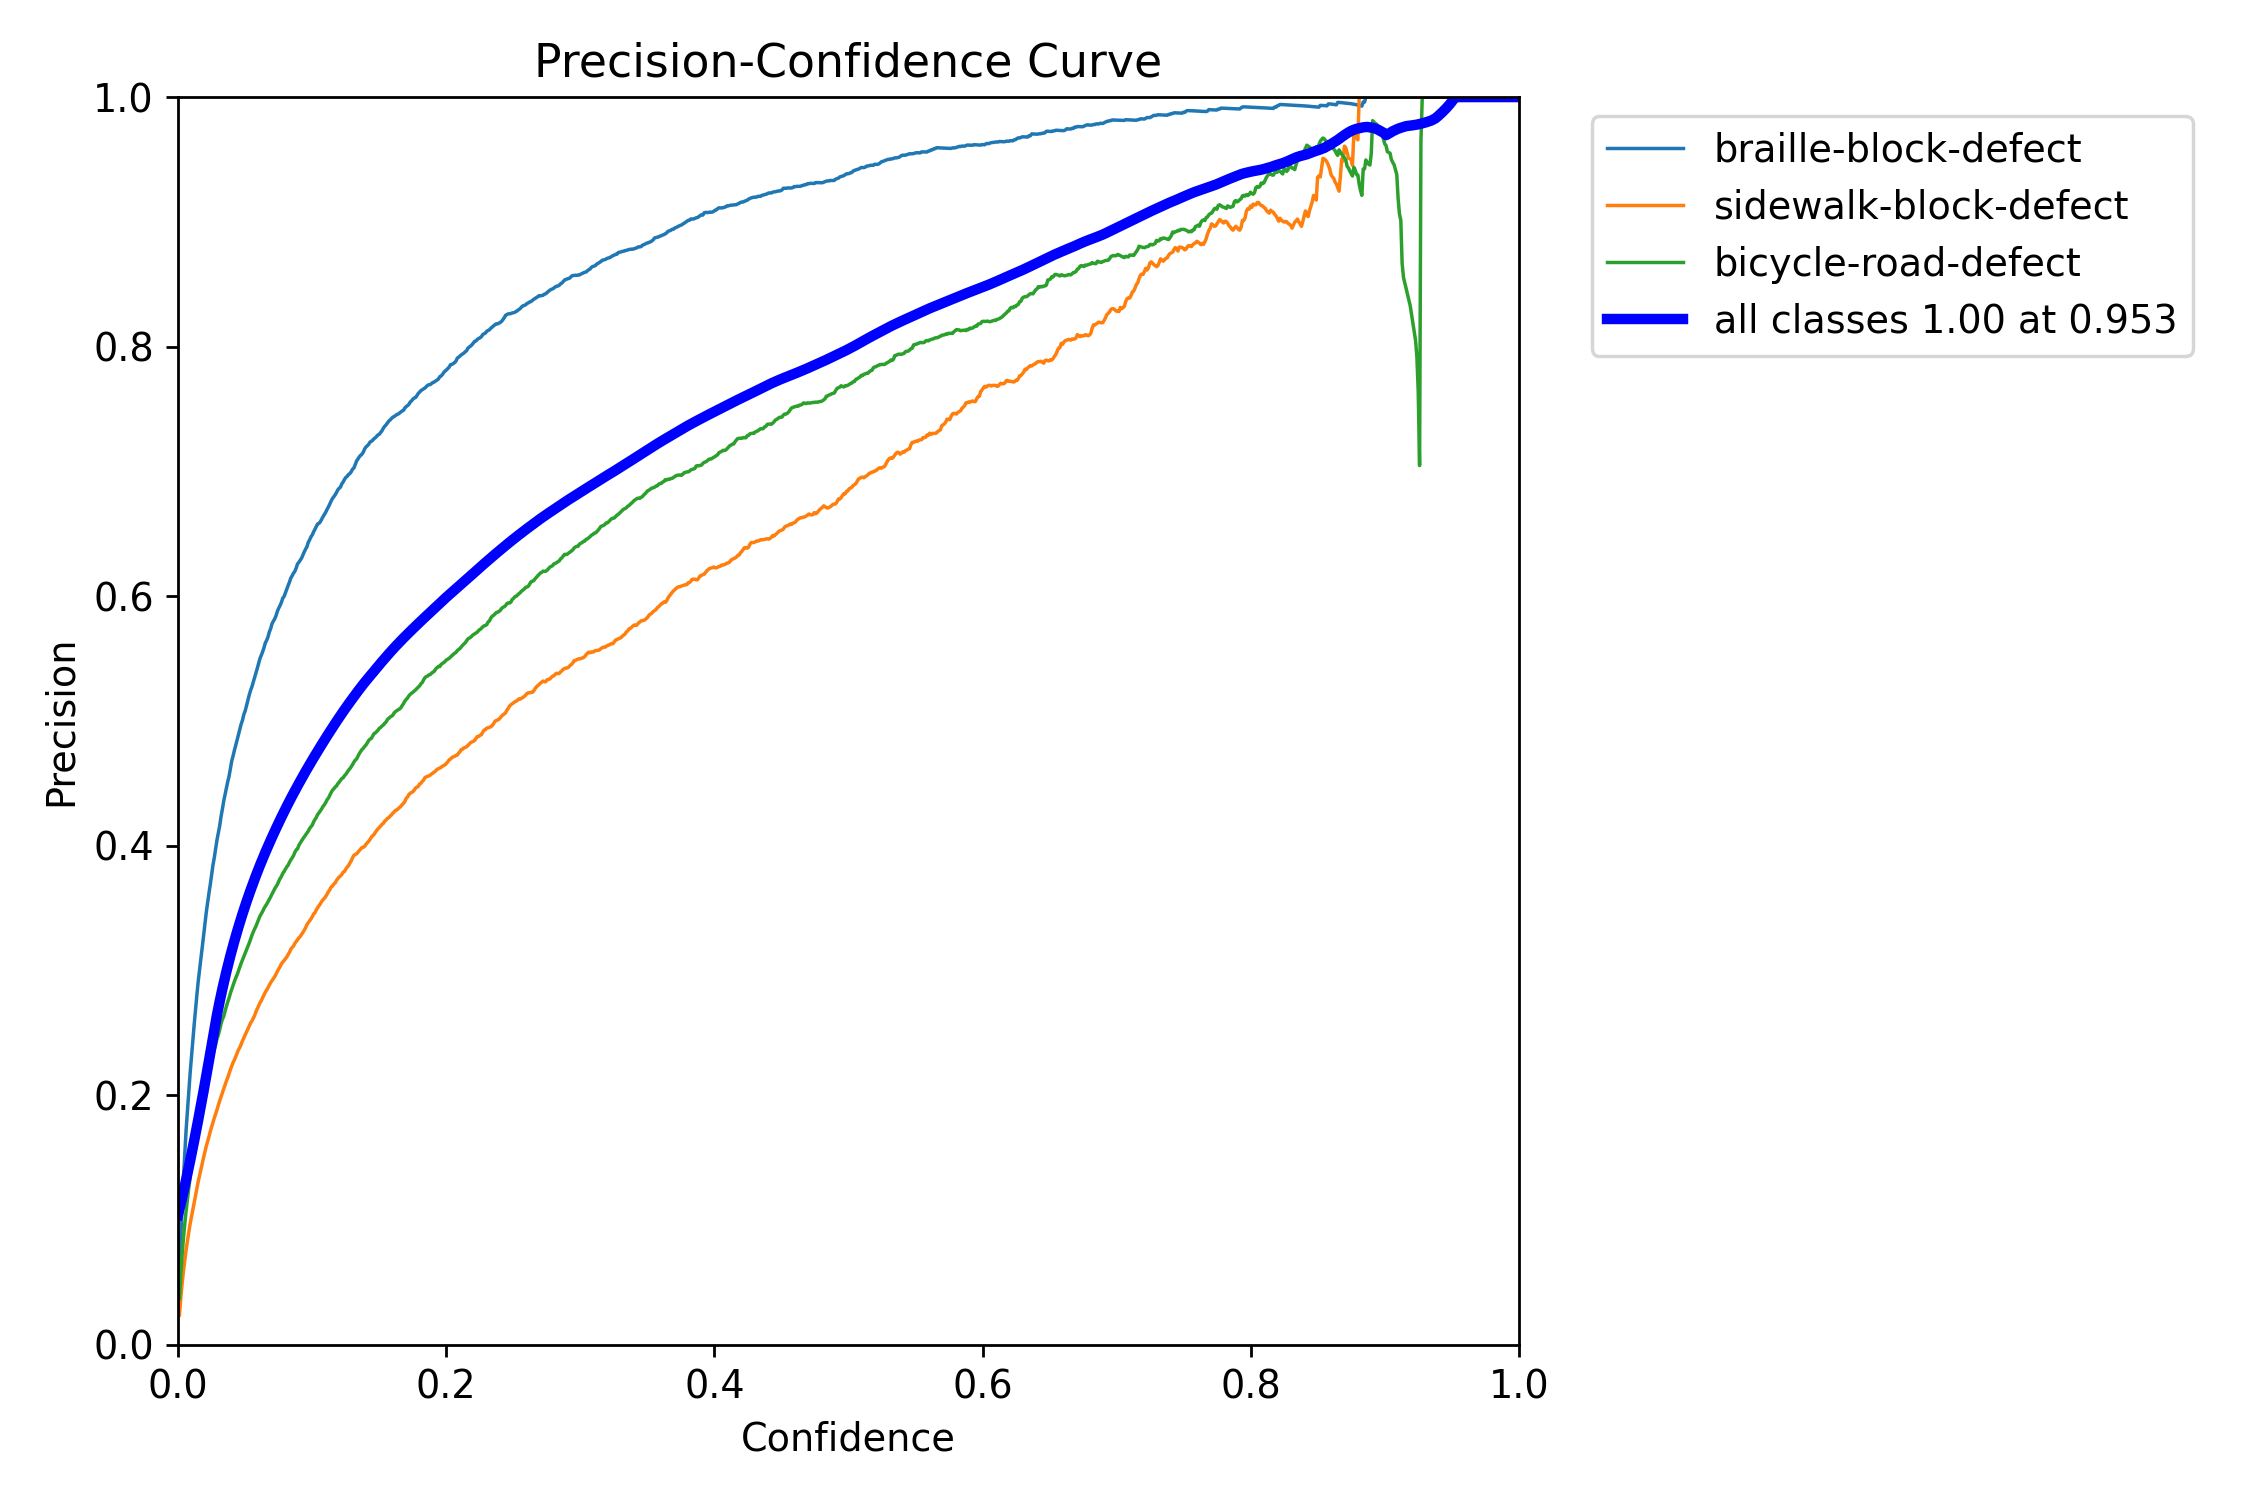 Precision-Confidence Curve
1.0
0.8
0.6
0.4
0.2
0.0
Precision
0.0 0.2 0.4 0.6 0.8 1.0
Confidence
braille-block-defect
sidewalk-block-defect
bicycle-road-defect
all classes 1.00 at 0.953